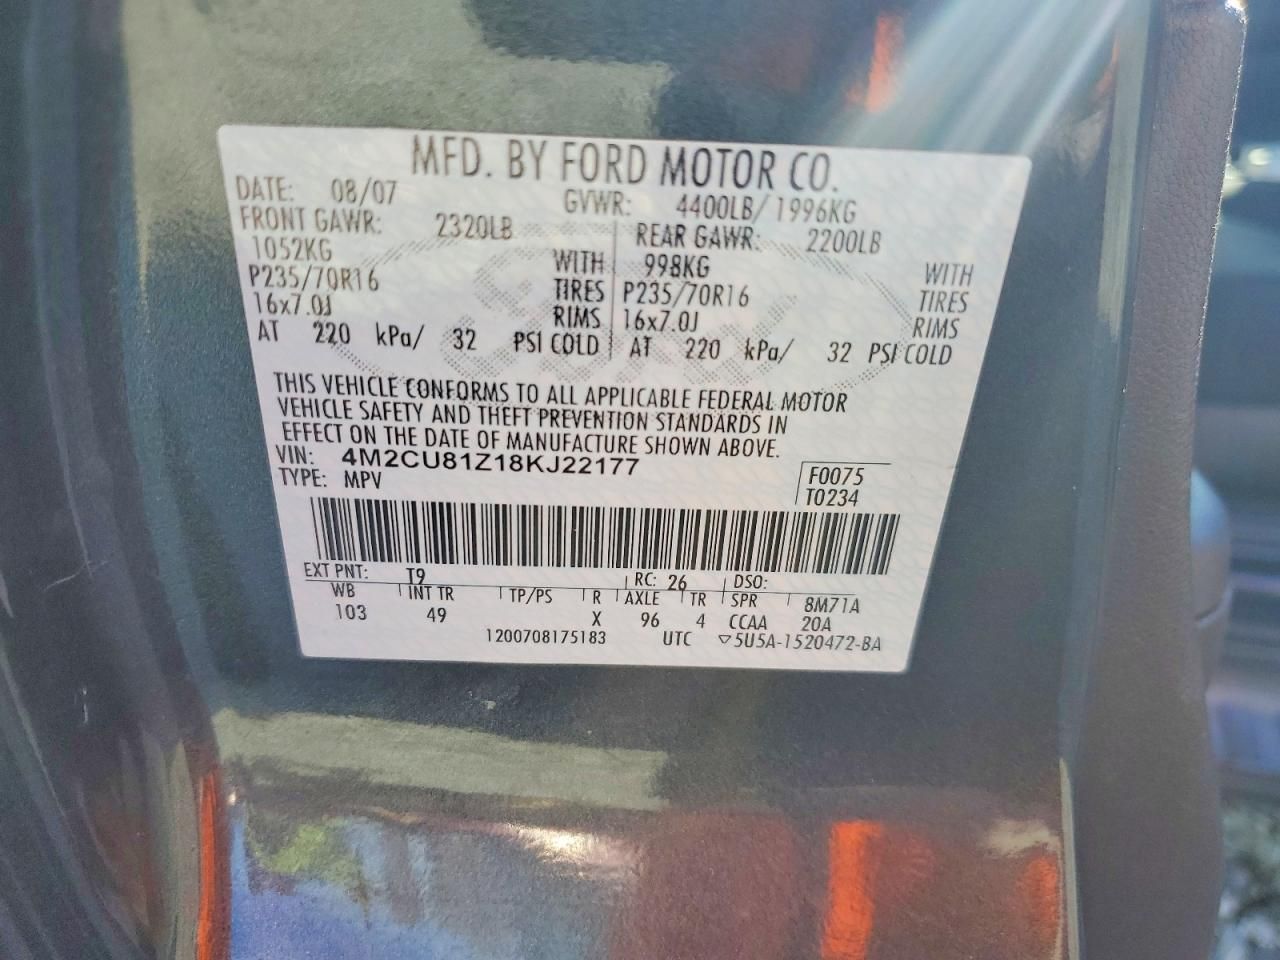 MFD. BY FORD MOTOR CO.
DATE: 08/07 GVWR: 4400LB/1996KG
FRONT GAWR: 2320LB REAR GAWR: 2200LB
1052KG WITH 998KG WITH
P235/70R16 TIRES P235/70R16 TIRES
16x7.0J RIMS 16x7.0J RIMS
AT 220 kPa/ 32 PSI COLD AT 220 kPa/ 32 PSI COLD
THIS VEHICLE CONFORMS TO ALL APPLICABLE FEDERAL MOTOR
VEHICLE SAFETY AND THEFT PREVENTION STANDARDS IN
EFFECT ON THE DATE OF MANUFACTURE SHOWN ABOVE.
VIN: 4M2CU81Z18KJ22177
TYPE: MPV F0075
T0234
EXT PNT: T9 RC: 26 DSO:
WB INT TR TP/PS R AXLE TR SPR 8M71A
103 49 X 96 4 CCAA 20A
1200708175183 UTC ▽5U5A-1520472-BA